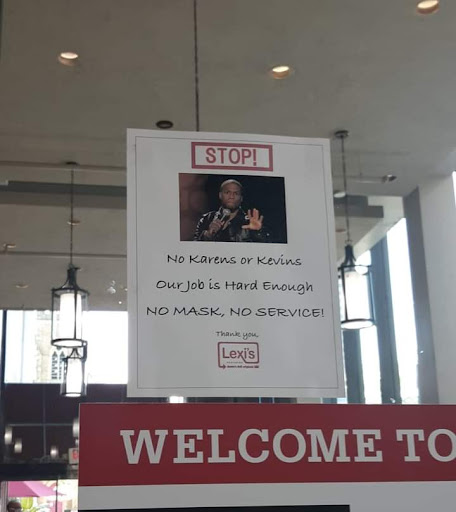 STOP!
No Karens or Kevins
Our Job is Hard Enough
NO MASK, NO SERVICE!
Thank you,
Lexi's
WELCOME TO